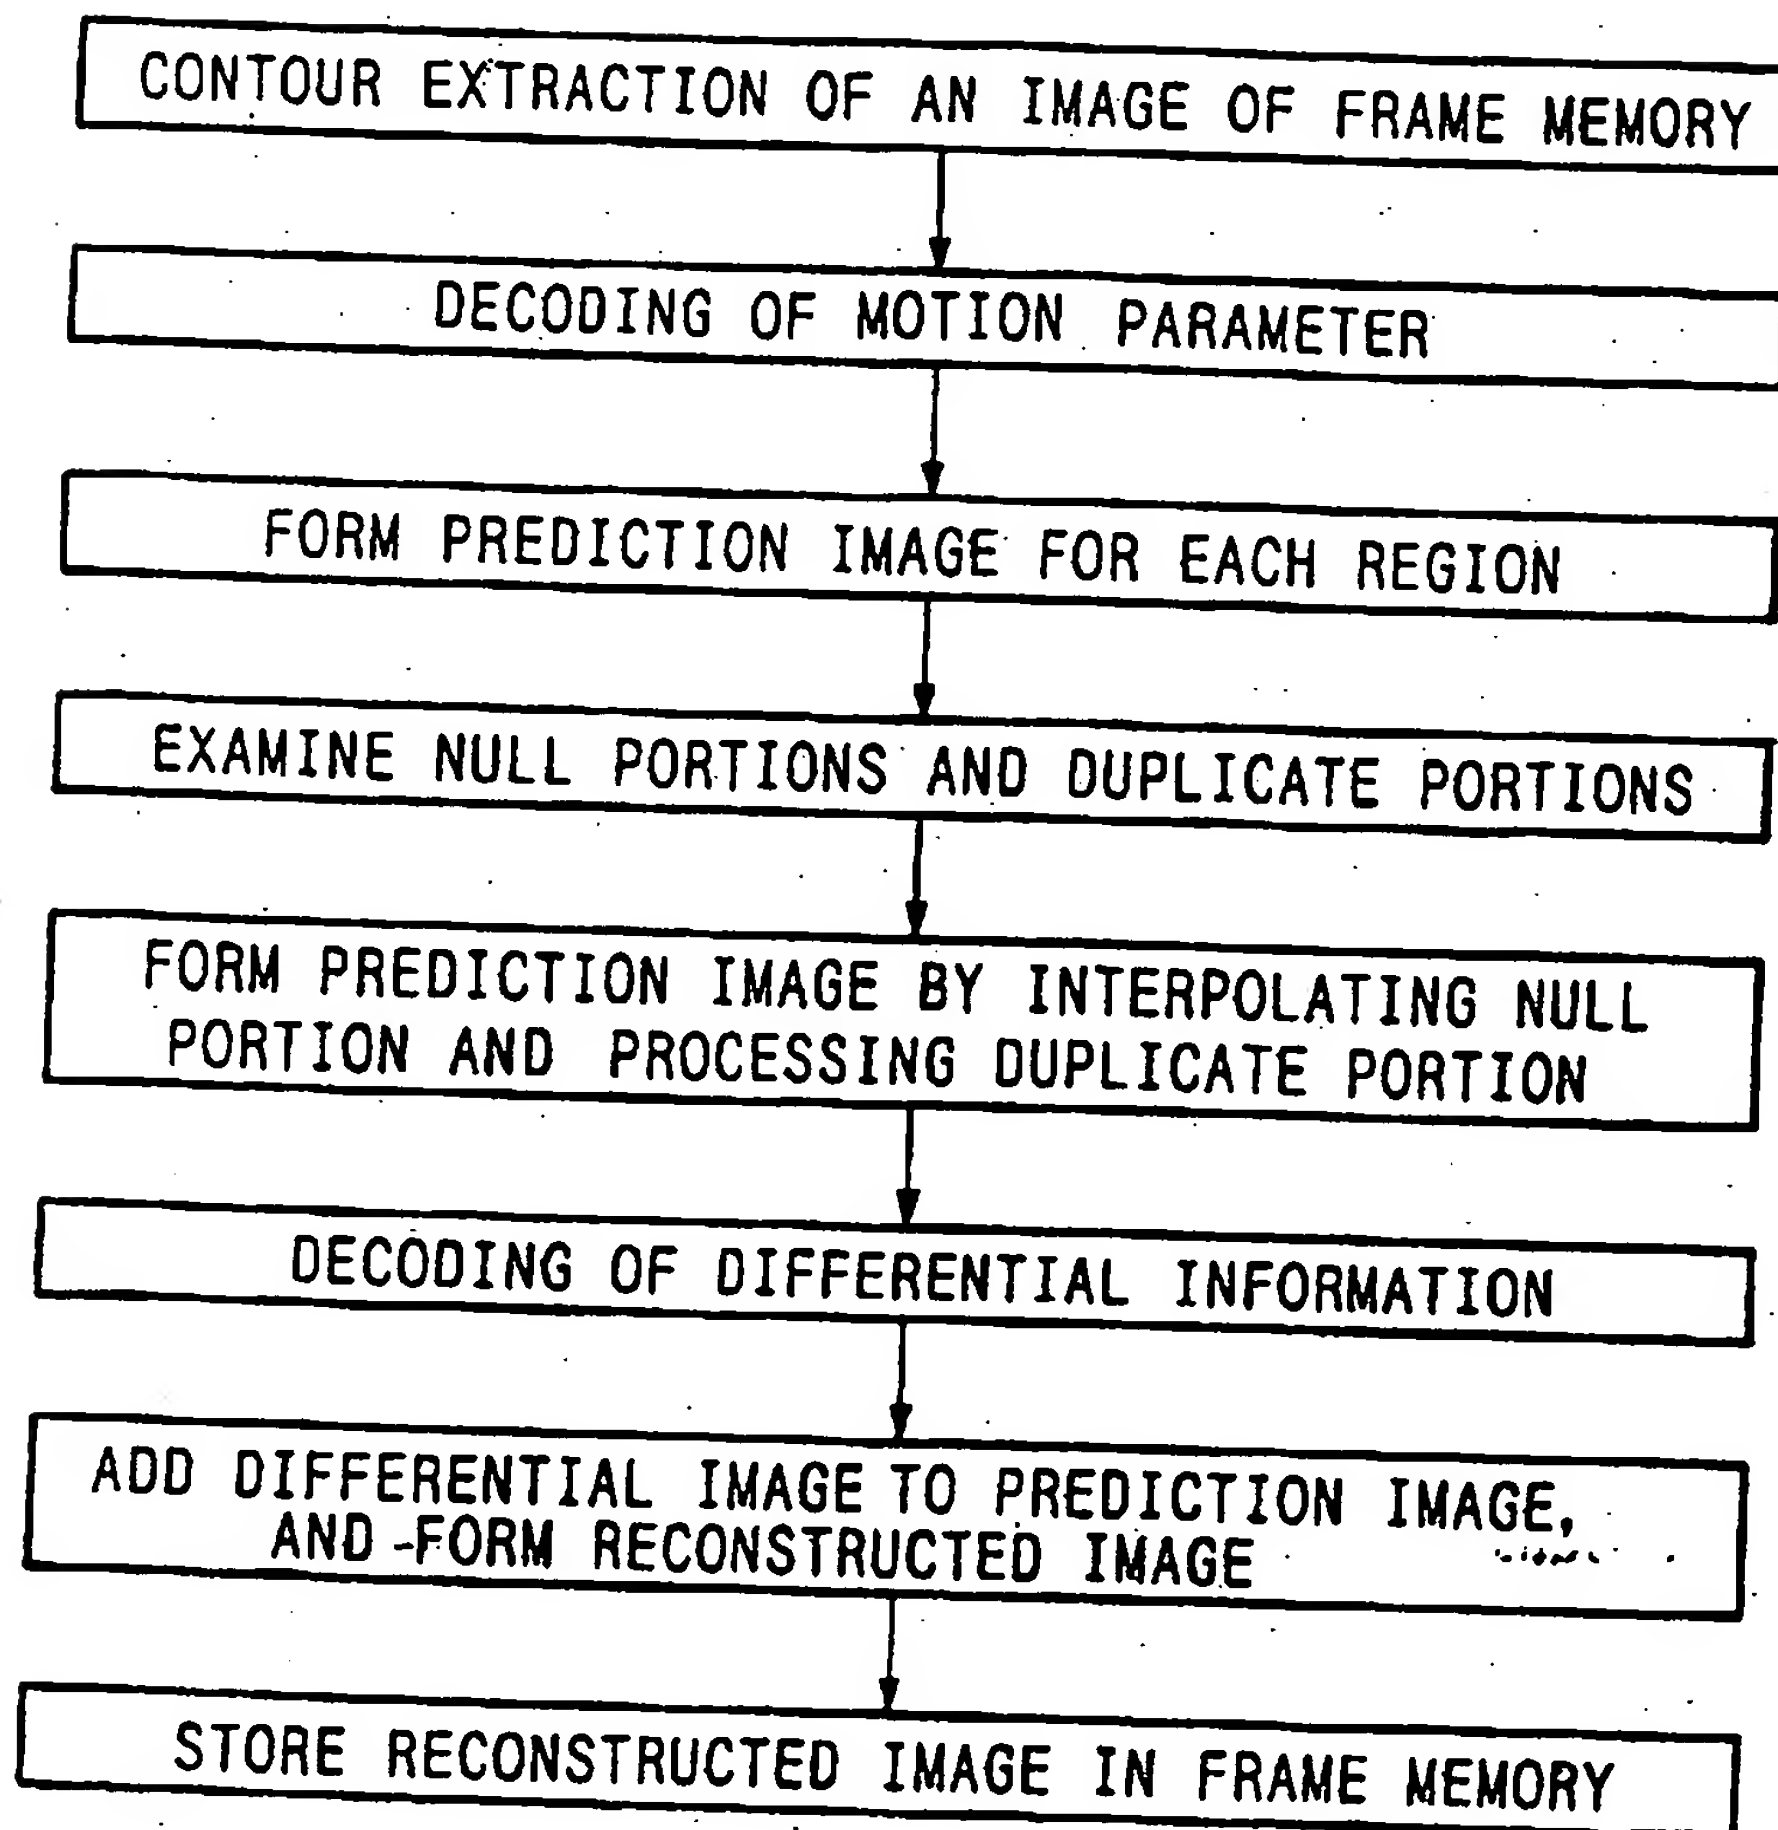 CONTOUR EXTRACTION OF AN IMAGE OF FRAME MEMORY
DECODING OF MOTION PARAMETER
FORM PREDICTION IMAGE FOR EACH REGION
EXAMINE NULL PORTIONS AND DUPLICATE PORTIONS
FORM PREDICTION IMAGE BY INTERPOLATING NULL
PORTION AND PROCESSING DUPLICATE PORTION
DECODING OF DIFFERENTIAL INFORMATION
ADD DIFFERENTIAL IMAGE TO PREDICTION IMAGE,
AND FORM RECONSTRUCTED IMAGE
STORE RECONSTRUCTED IMAGE IN FRAME MEMORY